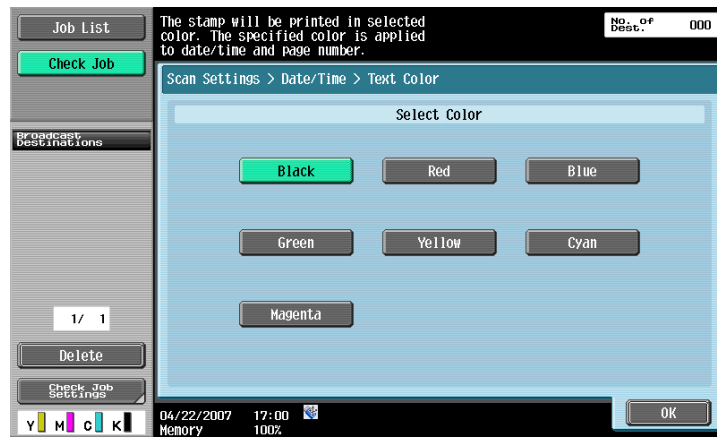 Job List
Check Job
Broadcast
Destinations
1/ 1
Delete
Check Job
Settings
Y M C K
The stamp will be printed in selected
color. The specified color is applied
to date/time and page number.
No. of
Dest. 000
Scan Settings > Date/Time > Text Color
Select Color
Black Red Blue
Green Yellow Cyan
Magenta
04/22/2007 17:00
Memory 100%
OK